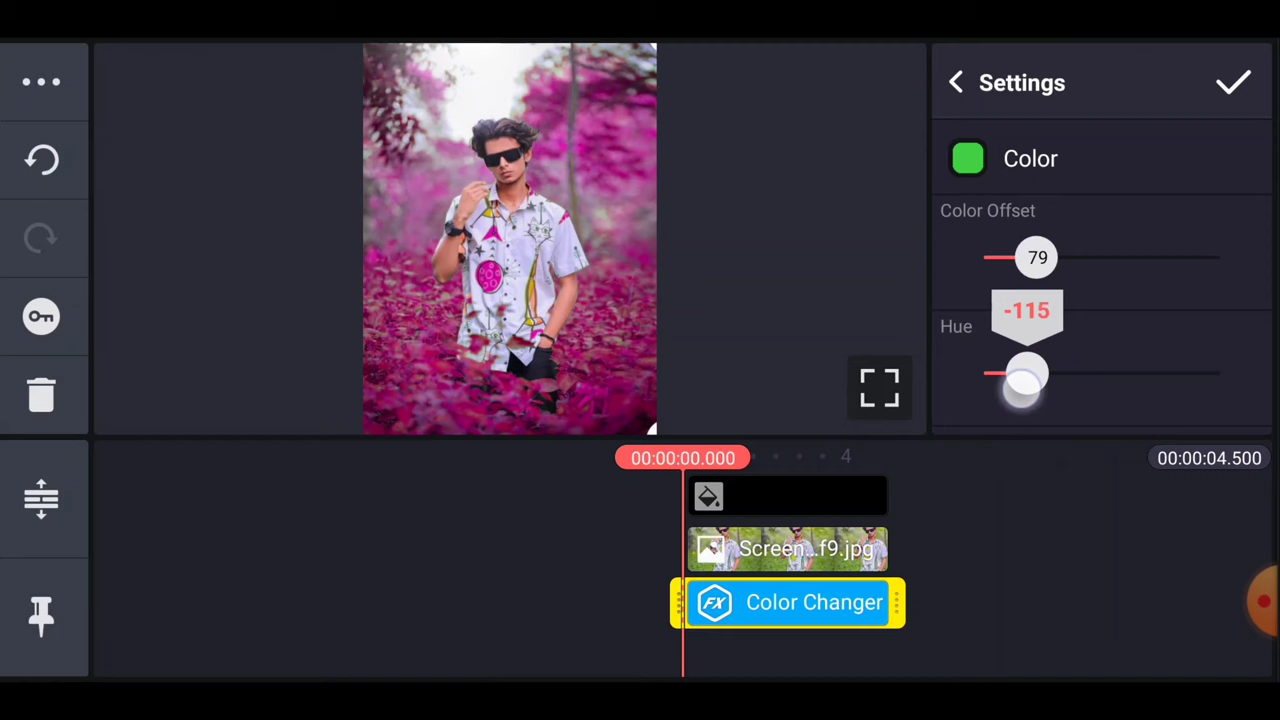 Settings
Color
Color Offset
79
-115
Hue
00:00:00.000
4
00:00:04.500
Screen...f9.jpg
FX
Color Changer